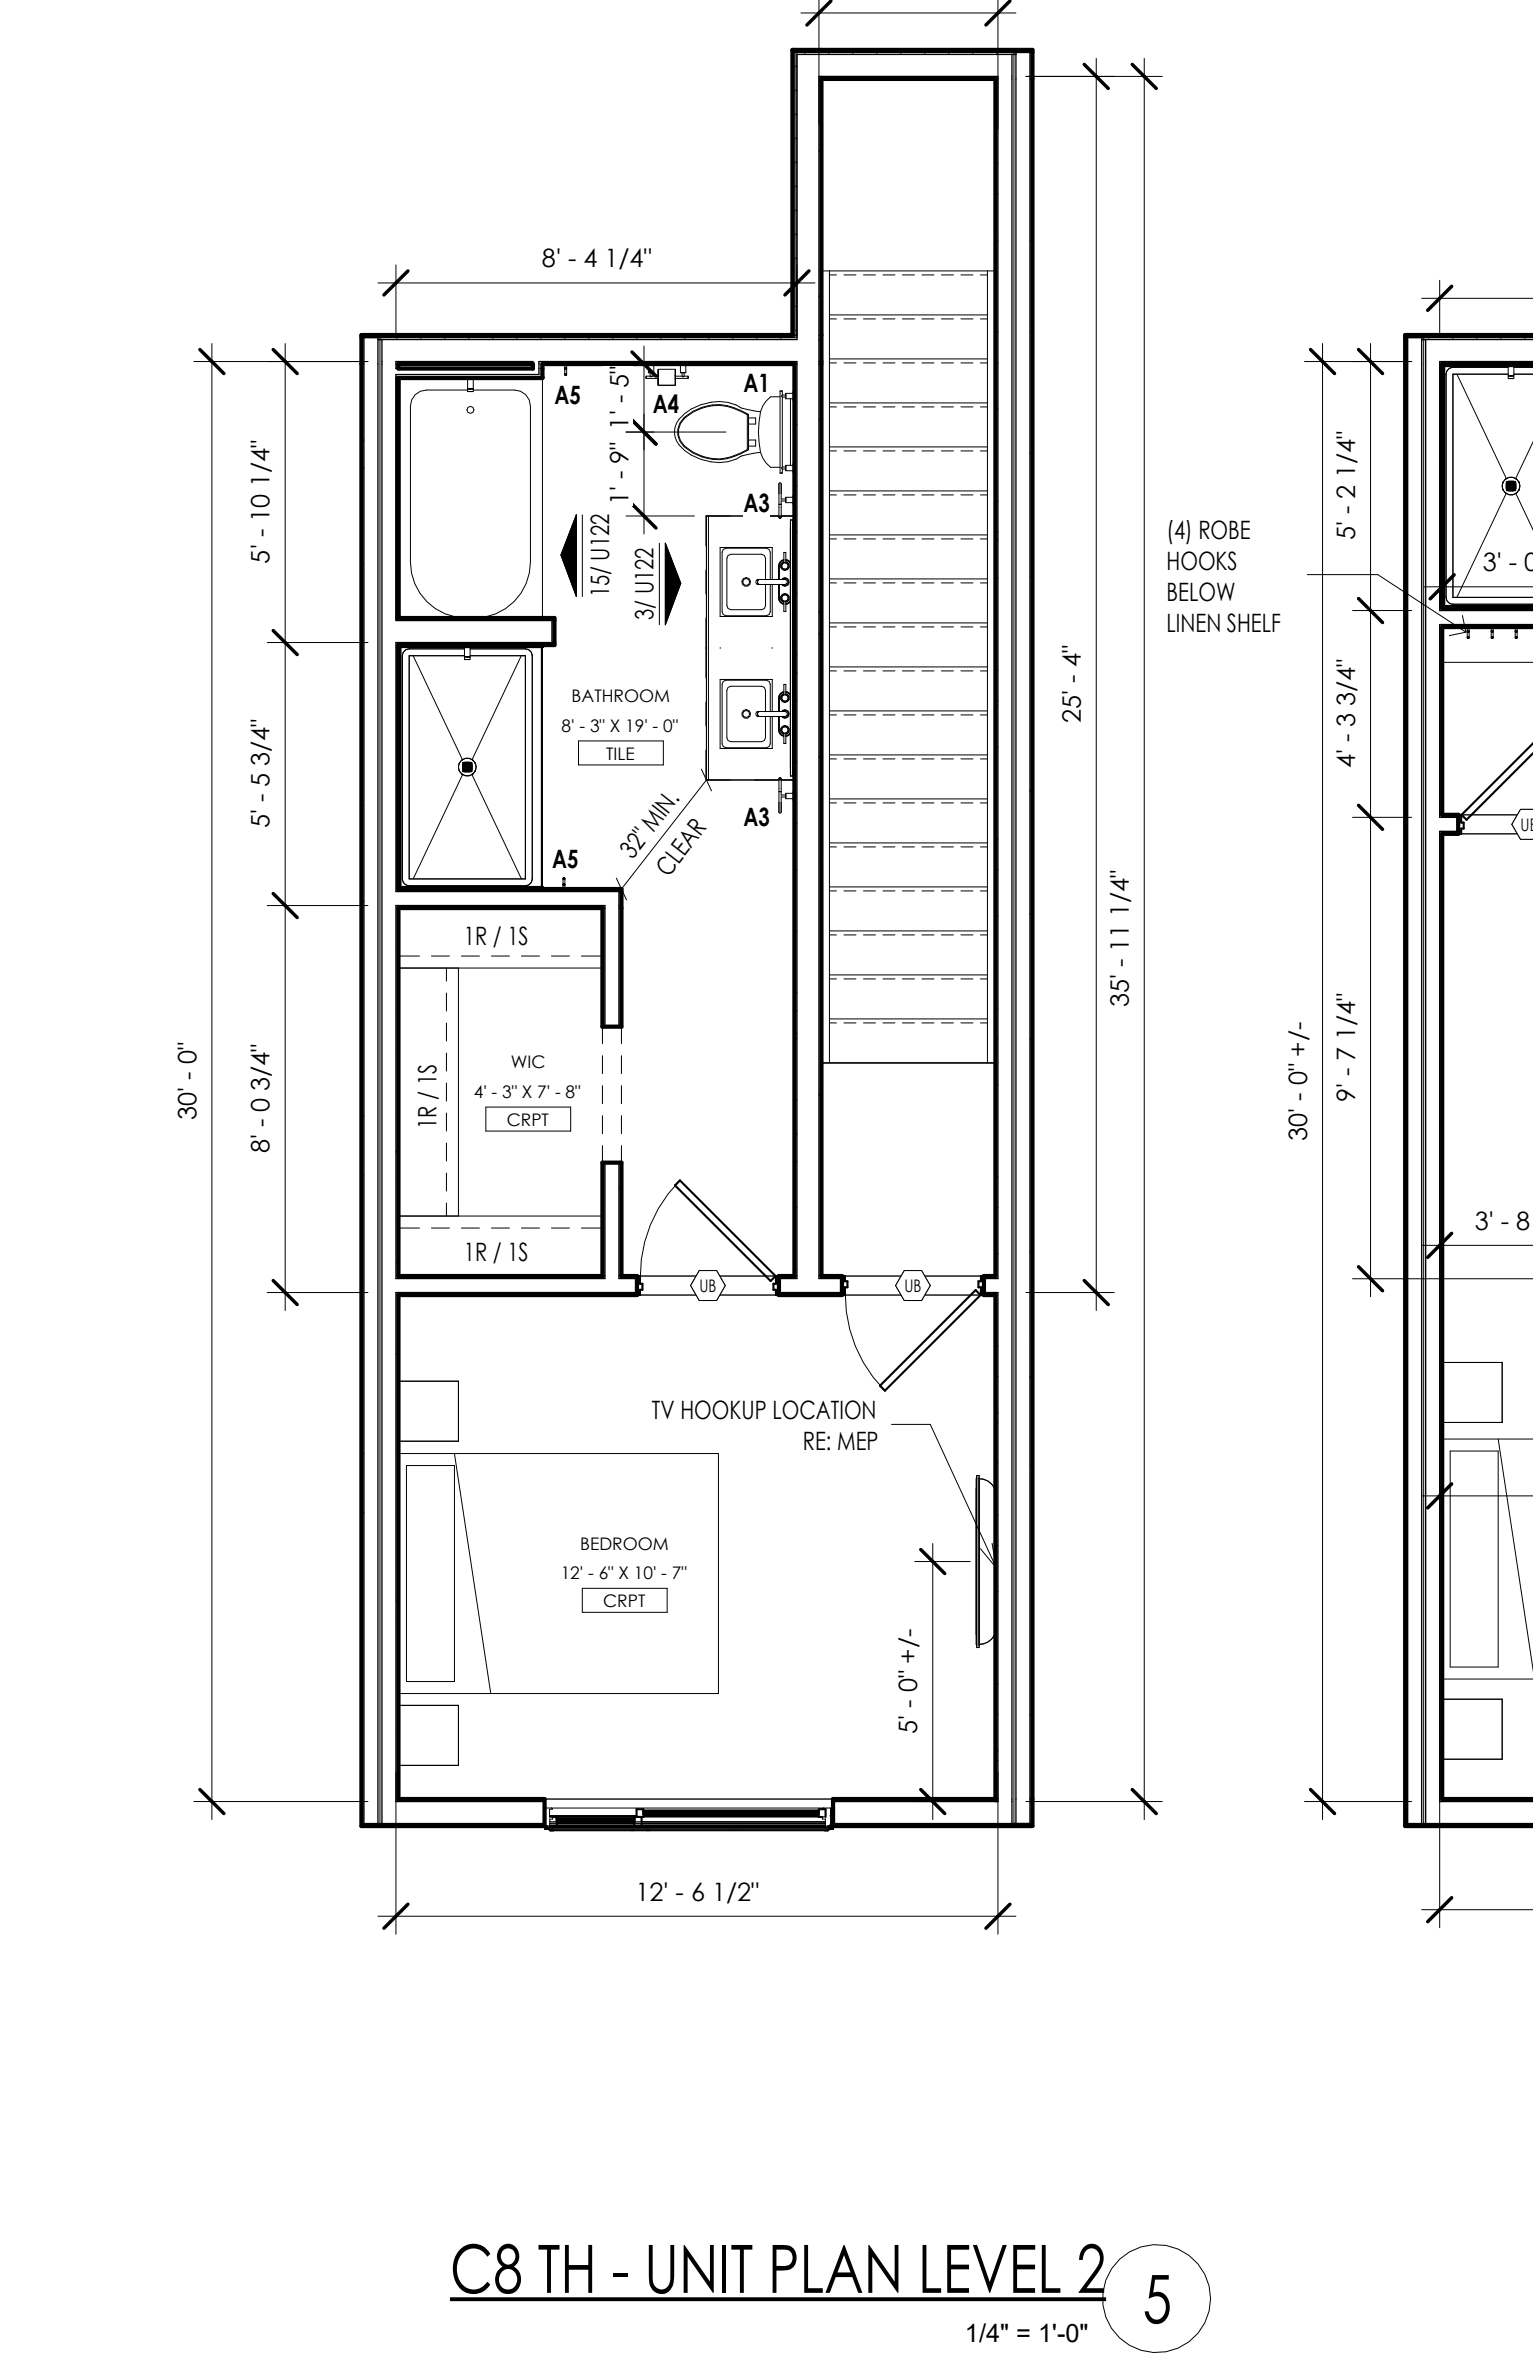 8' - 4 1/4"
A5
A4
A1
1' - 5"
1' - 9"
A3
15/ U122
3/ U122
5' - 10 1/4"
5' - 5 3/4"
8' - 0 3/4"
30' - 0"
BATHROOM
8' - 3" X 19' - 0"
TILE
32" MIN.
CLEAR
A3
A5
1R / 1S
1R / 1S
WIC
4' - 3" X 7' - 8"
CRPT
1R / 1S
UB
UB
25' - 4"
35' - 11 1/4"
TV HOOKUP LOCATION
RE: MEP
BEDROOM
12' - 6" X 10' - 7"
CRPT
5' - 0" +/-
12' - 6 1/2"
(4) ROBE
HOOKS
BELOW
LINEN SHELF
5' - 2 1/4"
4' - 3 3/4"
9' - 7 1/4"
30' - 0" +/-
3' - 0
3' - 8
C8 TH - UNIT PLAN LEVEL 2
5
1/4" = 1'-0"